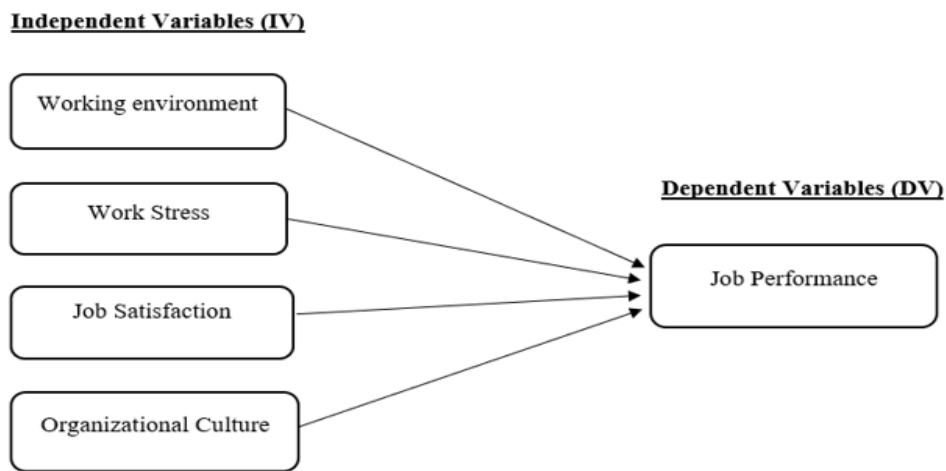 Independent Variables (IV)
Working environment
Work Stress
Dependent Variables (DV)
Job Performance
Job Satisfaction
Organizational Culture